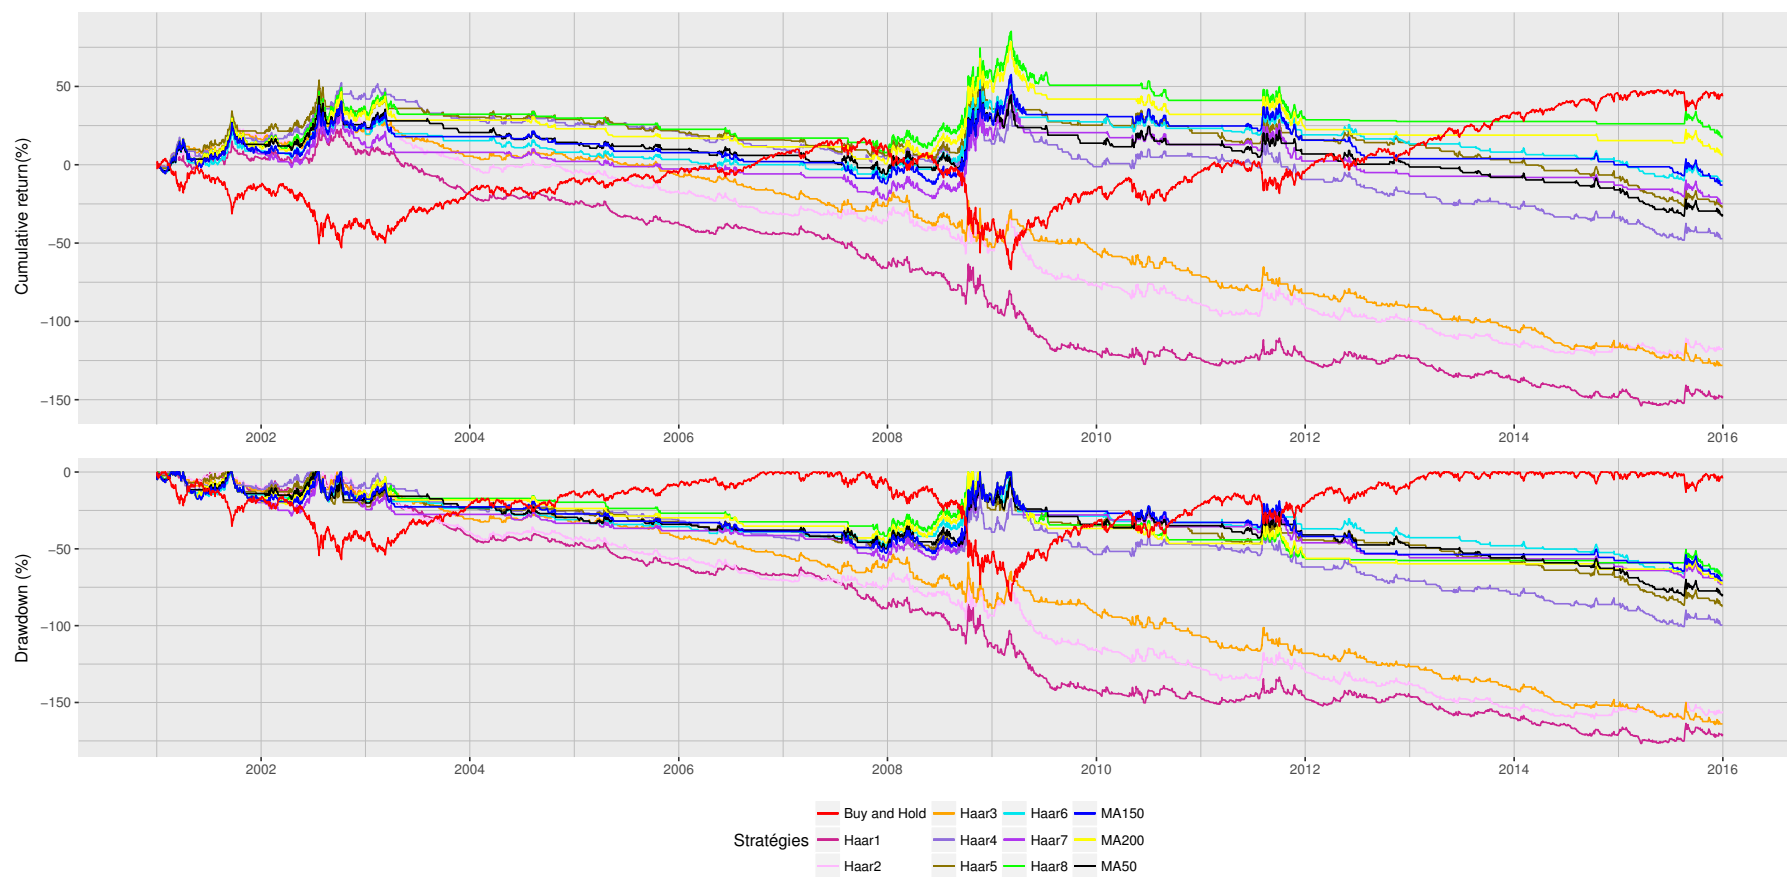 Cumulative return(%)
50
0
−50
−100
−150
2002 2004 2006 2008 2010 2012 2014 2016
Drawdown (%)
0
−50
−100
−150
2002 2004 2006 2008 2010 2012 2014 2016
Stratégies
Buy and Hold Haar3 Haar6 MA150
Haar1 Haar4 Haar7 MA200
Haar2 Haar5 Haar8 MA50